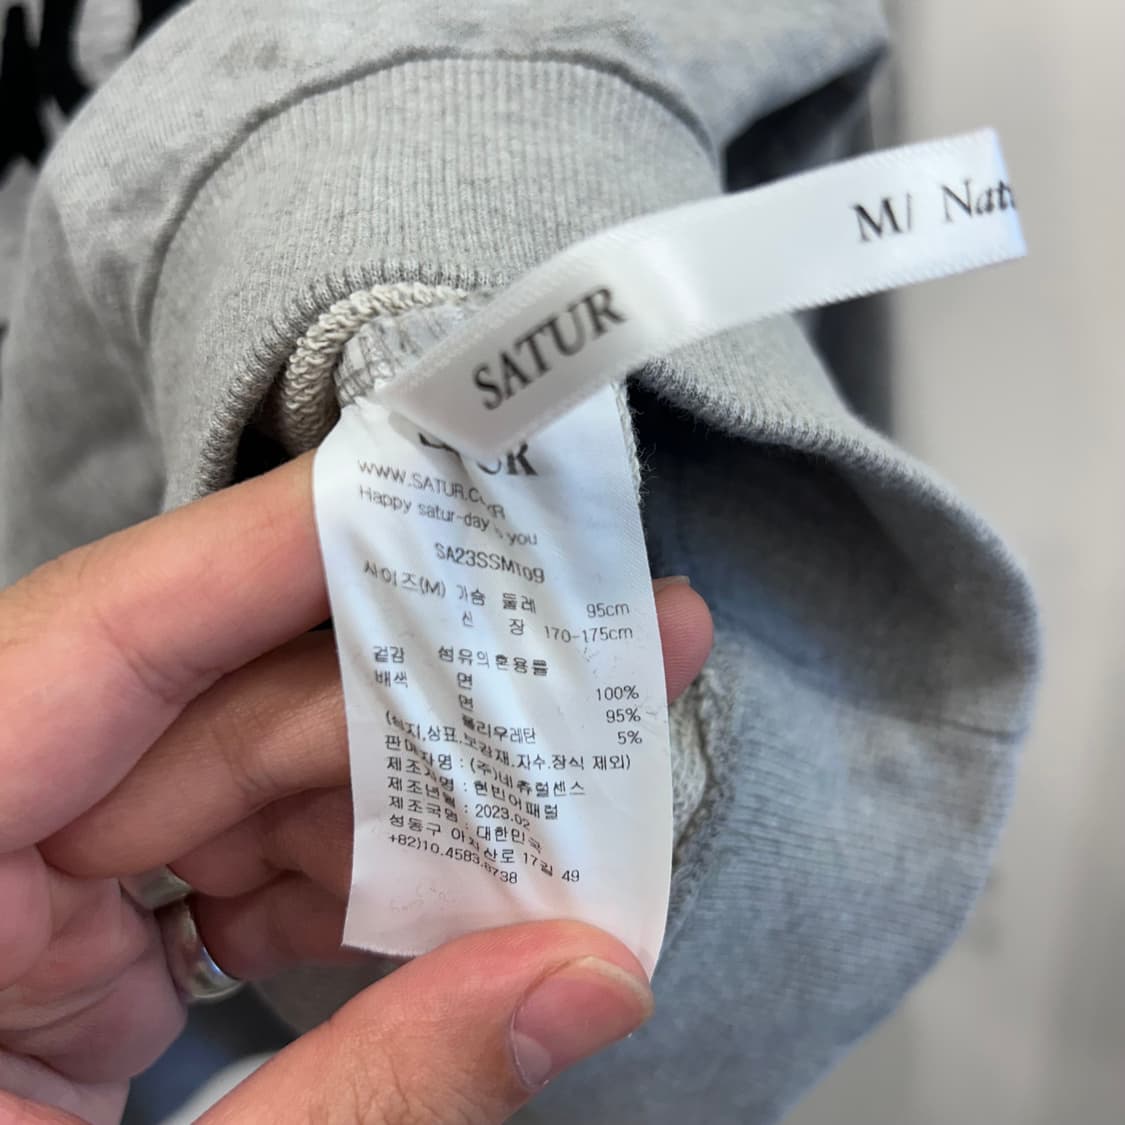 M/ Natu
SATUR
WWW.SATUR.CO.KR
Happy satur-day you
SA23SSMT09
사이즈(M) 가슴 둘레 95cm
신 장 170-175cm
섬유의 혼용률
겉감 면 100%
배색 면 95%
폴리우레탄 5%
(심지,상표,보강재,자수.장식 제외)
판매자명 : (주)네츄럴센스
제조자명 : 현빈어패럴
제조년월 : 2023.02
제조국명 : 대한민국
성동구 아차산로 17길 49
+82)10.4583.6738